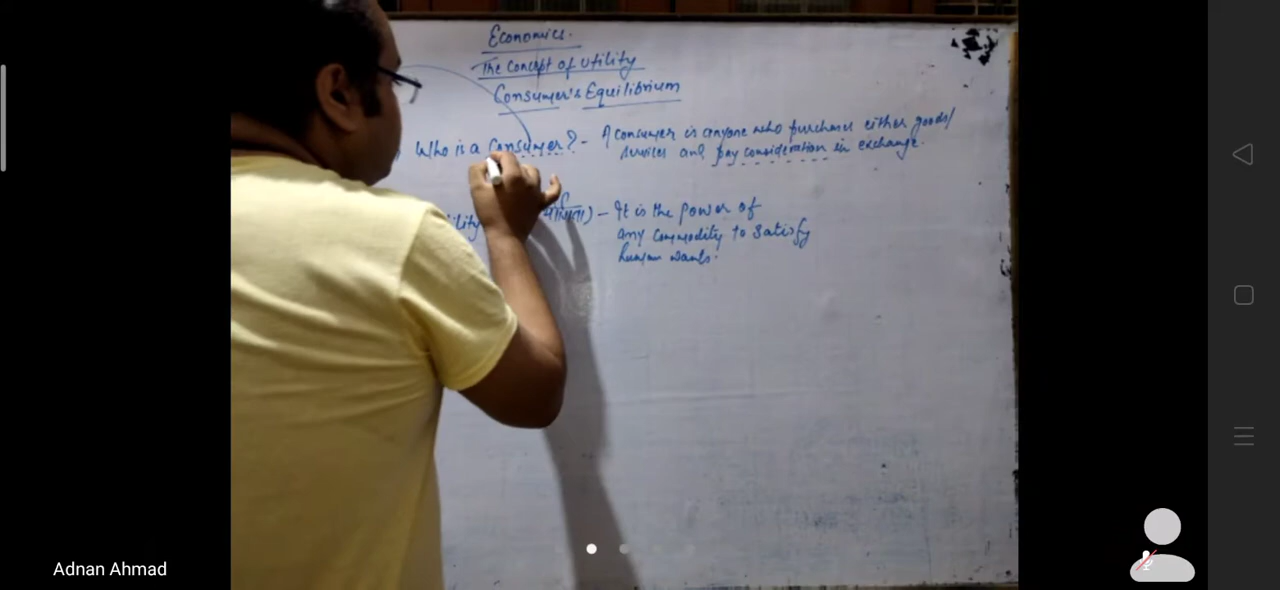 Economics.
The Concept of Utility
Consumer's Equilibrium
Who is a Consumer? - A consumer is anyone who purchases either goods/
services and pay consideration in exchange.
ility - It is the power of
any commodity to satisfy
human wants.
Adnan Ahmad